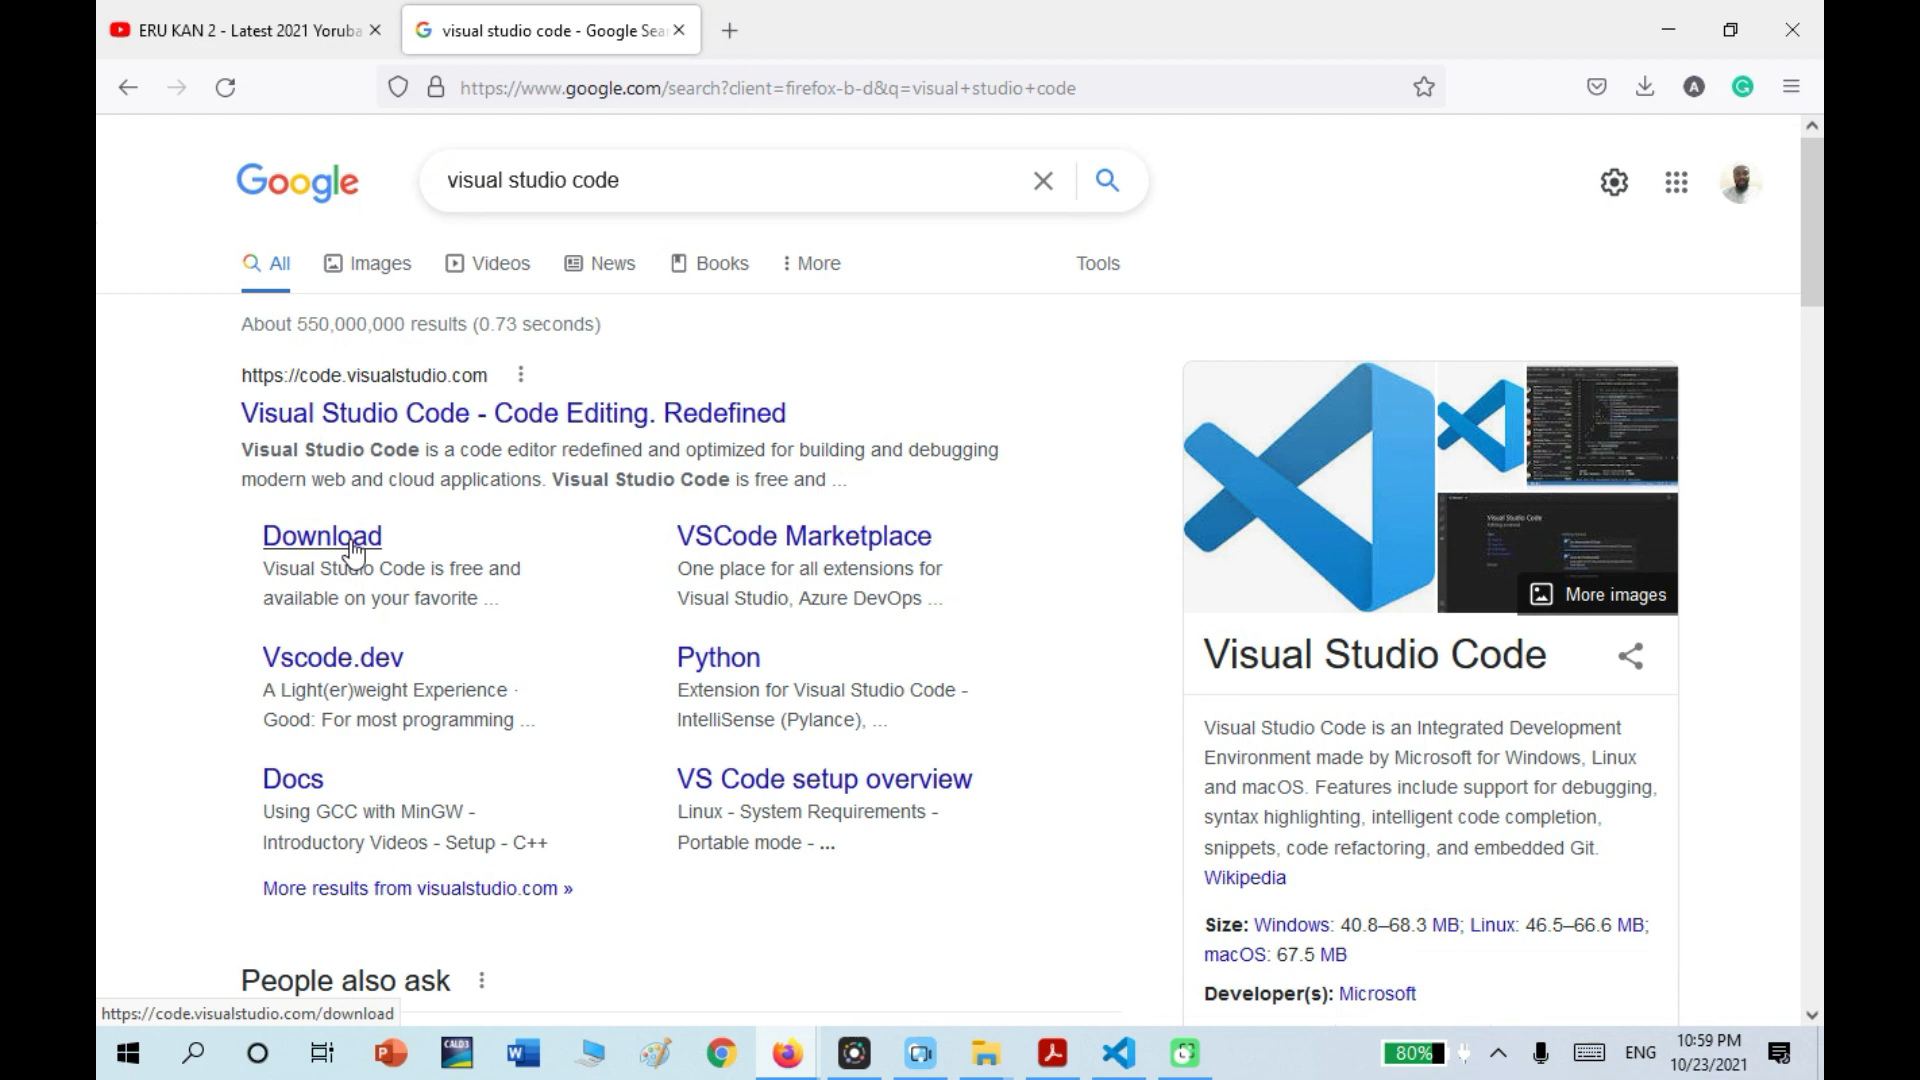 ERU KAN 2 - Latest 2021 Yoruba
visual studio code - Google Sea
https://www.google.com/search?client=firefox-b-d&q=visual+studio+code
A
G
Google
visual studio code
All
Images
Videos
News
Books
More
Tools
About 550,000,000 results (0.73 seconds)
https://code.visualstudio.com
Visual Studio Code - Code Editing. Redefined
Visual Studio Code is a code editor redefined and optimized for building and debugging
modern web and cloud applications. Visual Studio Code is free and ...
Download
Visual Studio Code is free and
available on your favorite ...
VSCode Marketplace
One place for all extensions for
Visual Studio, Azure DevOps ...
Vscode.dev
A Light(er)weight Experience ·
Good: For most programming ...
Python
Extension for Visual Studio Code -
IntelliSense (Pylance), ...
Docs
Using GCC with MinGW -
Introductory Videos - Setup - C++
VS Code setup overview
Linux - System Requirements -
Portable mode - ...
More results from visualstudio.com »
People also ask
Visual Studio Code
More images
Visual Studio Code
Visual Studio Code is an Integrated Development
Environment made by Microsoft for Windows, Linux
and macOS. Features include support for debugging,
syntax highlighting, intelligent code completion,
snippets, code refactoring, and embedded Git.
Wikipedia
Size: Windows: 40.8–68.3 MB; Linux: 46.5–66.6 MB;
macOS: 67.5 MB
Developer(s): Microsoft
https://code.visualstudio.com/download
CALD3
80%
ENG
10:59 PM
10/23/2021